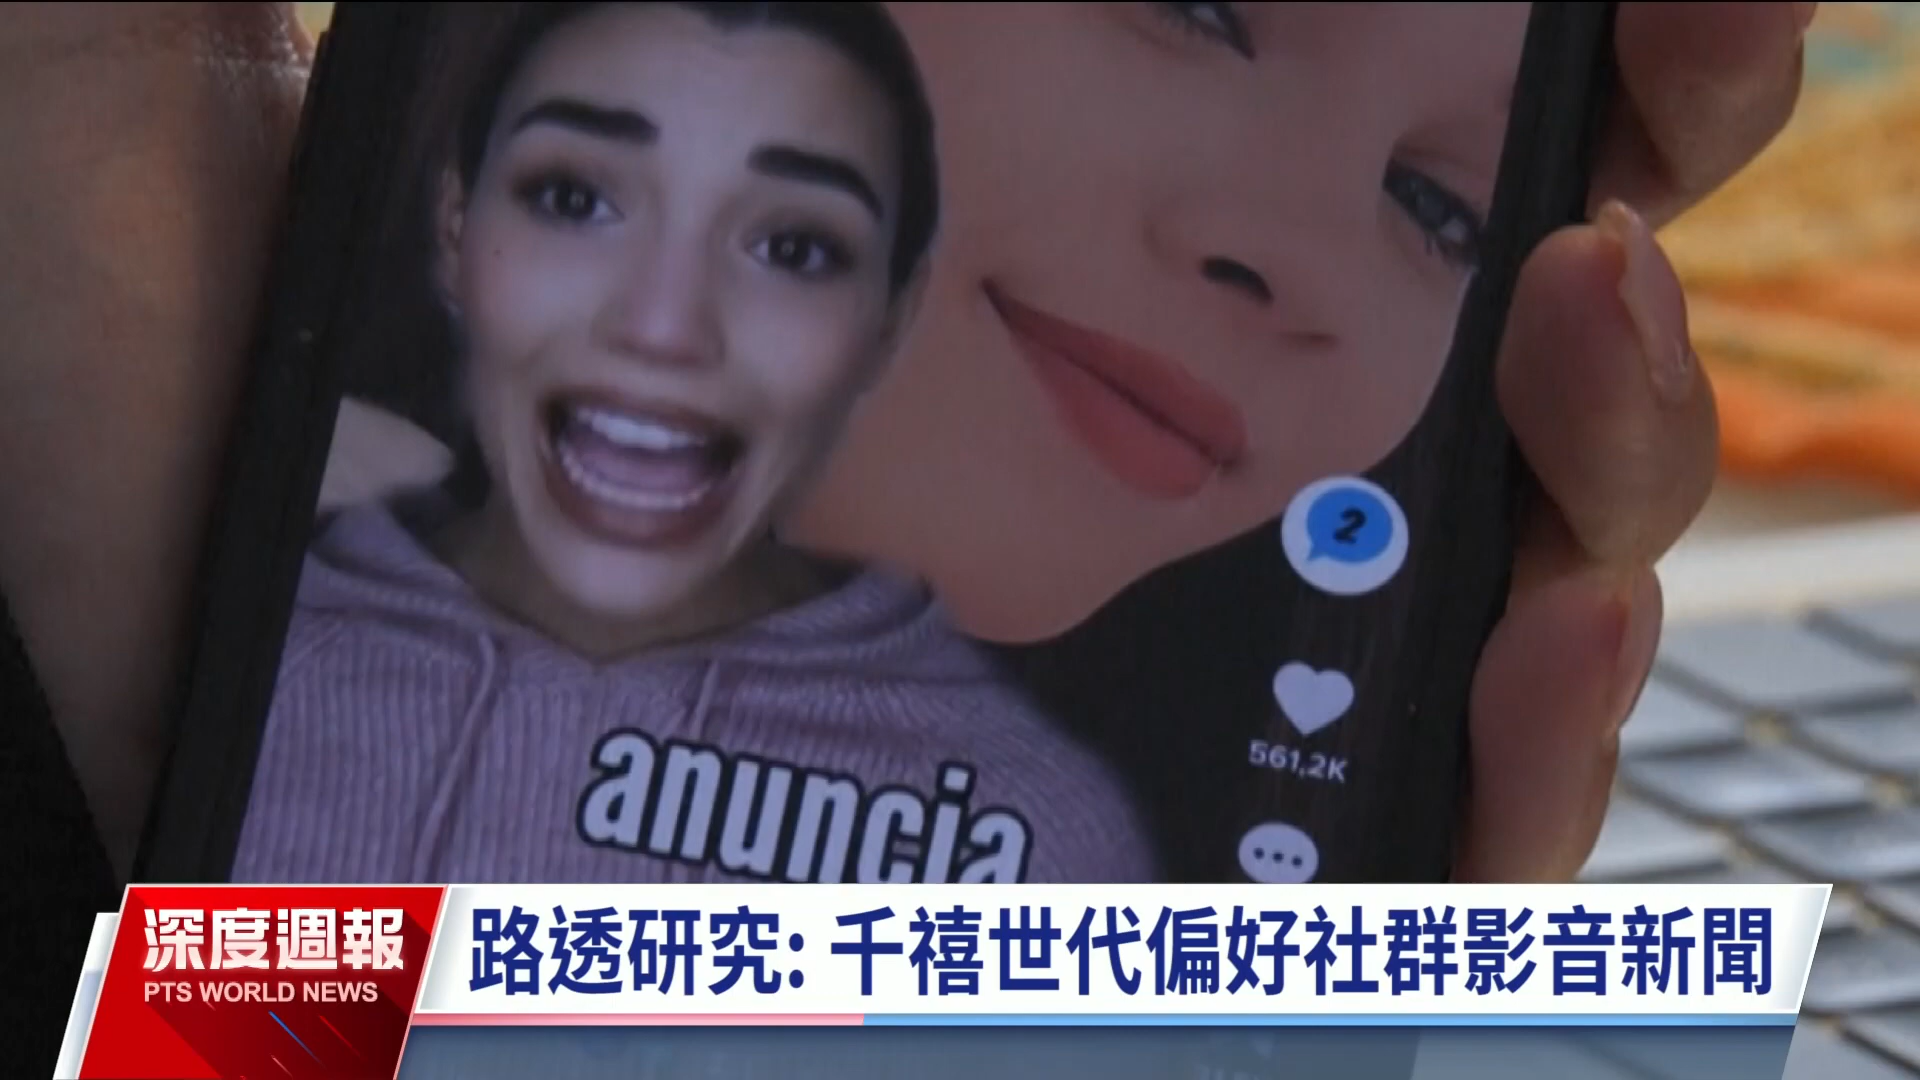 2
561,2K
anuncia
深度週報
PTS WORLD NEWS
路透研究: 千禧世代偏好社群影音新聞